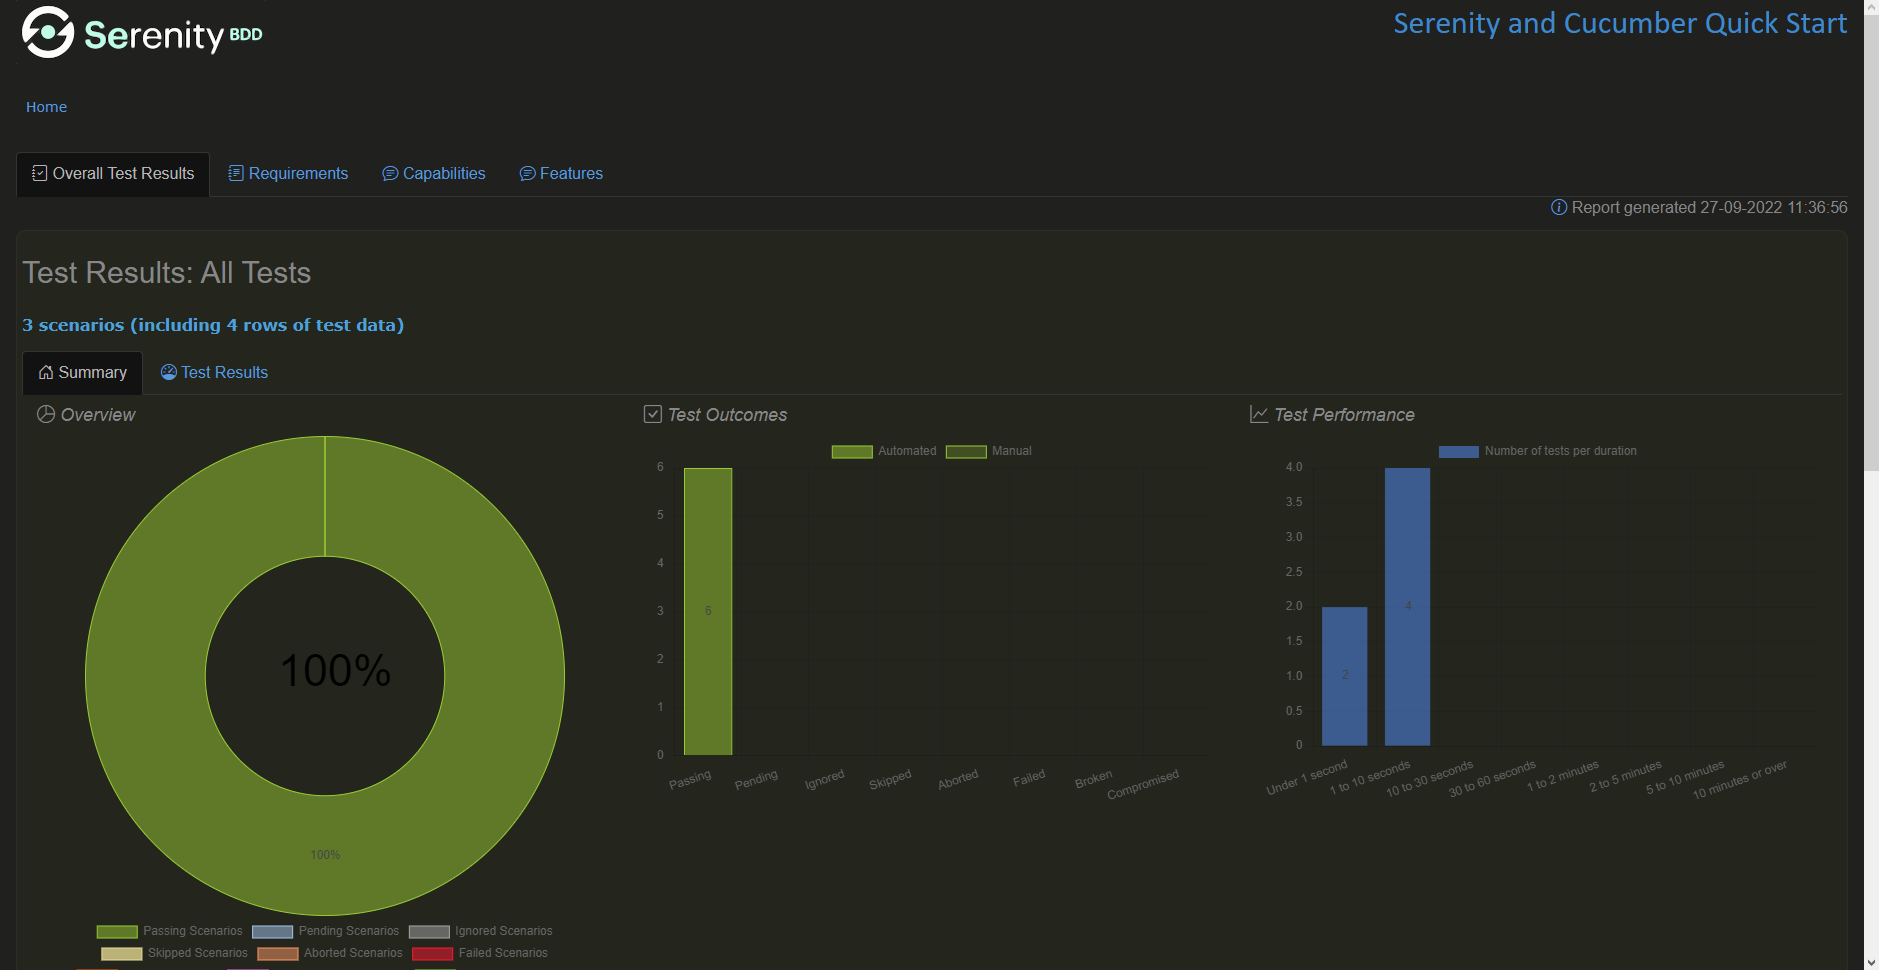 Serenity BDD
Serenity and Cucumber Quick Start
Home
Overall Test Results
Requirements
Capabilities
Features
Report generated 27-09-2022 11:36:56
Test Results: All Tests
3 scenarios (including 4 rows of test data)
Summary
Test Results
Overview
100%
100%
Passing Scenarios
Pending Scenarios
Ignored Scenarios
Skipped Scenarios
Aborted Scenarios
Failed Scenarios
Test Outcomes
Automated
Manual
6
5
4
3
2
1
0
6
Passing
Pending
Ignored
Skipped
Aborted
Failed
Broken
Compromised
Test Performance
Number of tests per duration
4.0
3.5
3.0
2.5
2.0
1.5
1.0
0.5
0
2
4
Under 1 second
1 to 10 seconds
10 to 30 seconds
30 to 60 seconds
1 to 2 minutes
2 to 5 minutes
5 to 10 minutes
10 minutes or over